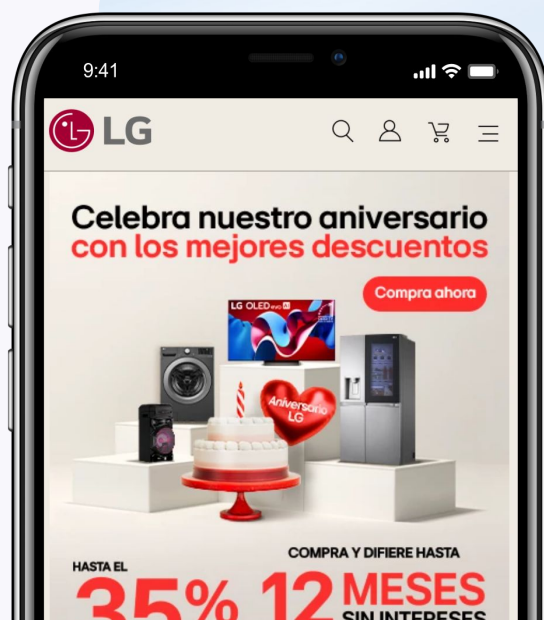 9:41
LG
Celebra nuestro aniversario
con los mejores descuentos
Compra ahora
LG OLED evo AI
Aniversario
LG
HASTA EL
35%
COMPRA Y DIFIERE HASTA
12 MESES
SIN INTERESES